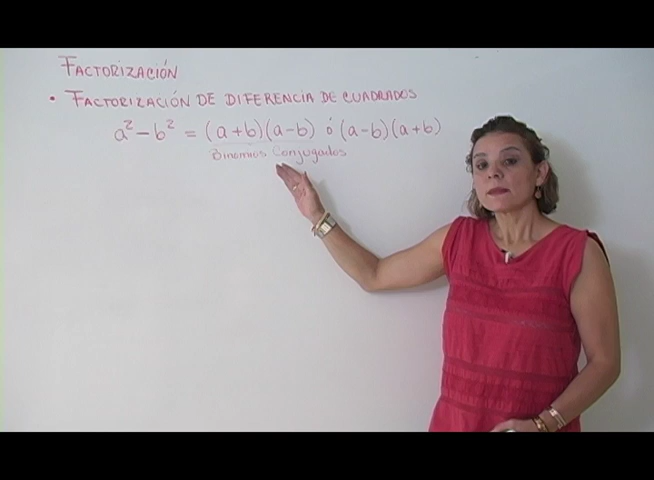 FACTORIZACIÓN
• FACTORIZACIÓN DE DIFERENCIA DE CUADRADOS
a² - b² = (a + b)(a - b) ó (a - b)(a + b)
Binomios Conjugados